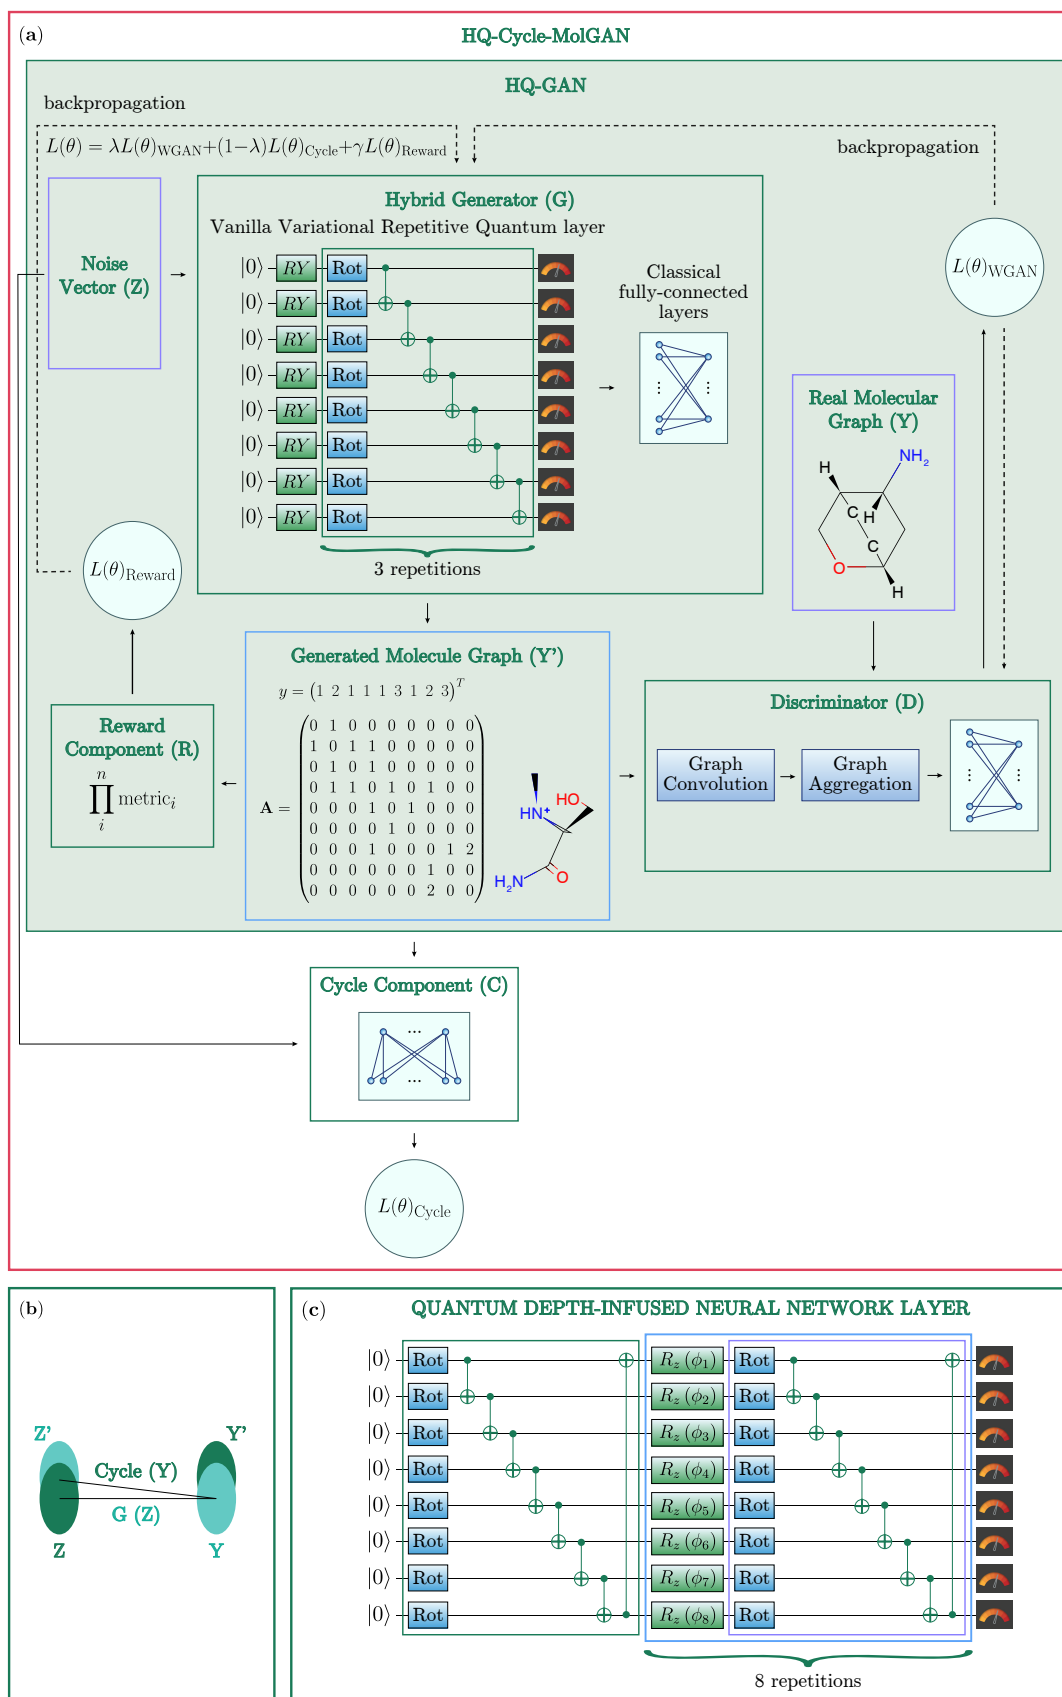 (a)
HQ-Cycle-MolGAN
HQ-GAN
backpropagation
L(θ) = λL(θ)WGAN+(1−λ)L(θ)Cycle+γL(θ)Reward
backpropagation
Noise
Vector (Z)
Hybrid Generator (G)
Vanilla Variational Repetitive Quantum layer
|0⟩ RY Rot
|0⟩ RY Rot
|0⟩ RY Rot
|0⟩ RY Rot
|0⟩ RY Rot
|0⟩ RY Rot
|0⟩ RY Rot
|0⟩ RY Rot
3 repetitions
Classical
fully-connected
layers
...
...
L(θ)WGAN
Real Molecular
Graph (Y)
NH2
H
C H
C
O
H
L(θ)Reward
Reward
Component (R)
n
∏ metrici
i
Generated Molecule Graph (Y')
y = (1 2 1 1 1 3 1 2 3)T
A =
0 1 0 0 0 0 0 0 0
1 0 1 1 0 0 0 0 0
0 1 0 1 0 0 0 0 0
0 1 1 0 1 0 1 0 0
0 0 0 1 0 1 0 0 0
0 0 0 0 1 0 0 0 0
0 0 0 1 0 0 0 1 2
0 0 0 0 0 0 1 0 0
0 0 0 0 0 0 2 0 0
HO
HN+
H2N
O
Discriminator (D)
Graph
Convolution
Graph
Aggregation
...
...
Cycle Component (C)
...
...
L(θ)Cycle
(b)
Z'
Y'
Cycle (Y)
G (Z)
Z
Y
(c)
QUANTUM DEPTH-INFUSED NEURAL NETWORK LAYER
|0⟩ Rot Rz (ϕ1) Rot
|0⟩ Rot Rz (ϕ2) Rot
|0⟩ Rot Rz (ϕ3) Rot
|0⟩ Rot Rz (ϕ4) Rot
|0⟩ Rot Rz (ϕ5) Rot
|0⟩ Rot Rz (ϕ6) Rot
|0⟩ Rot Rz (ϕ7) Rot
|0⟩ Rot Rz (ϕ8) Rot
8 repetitions